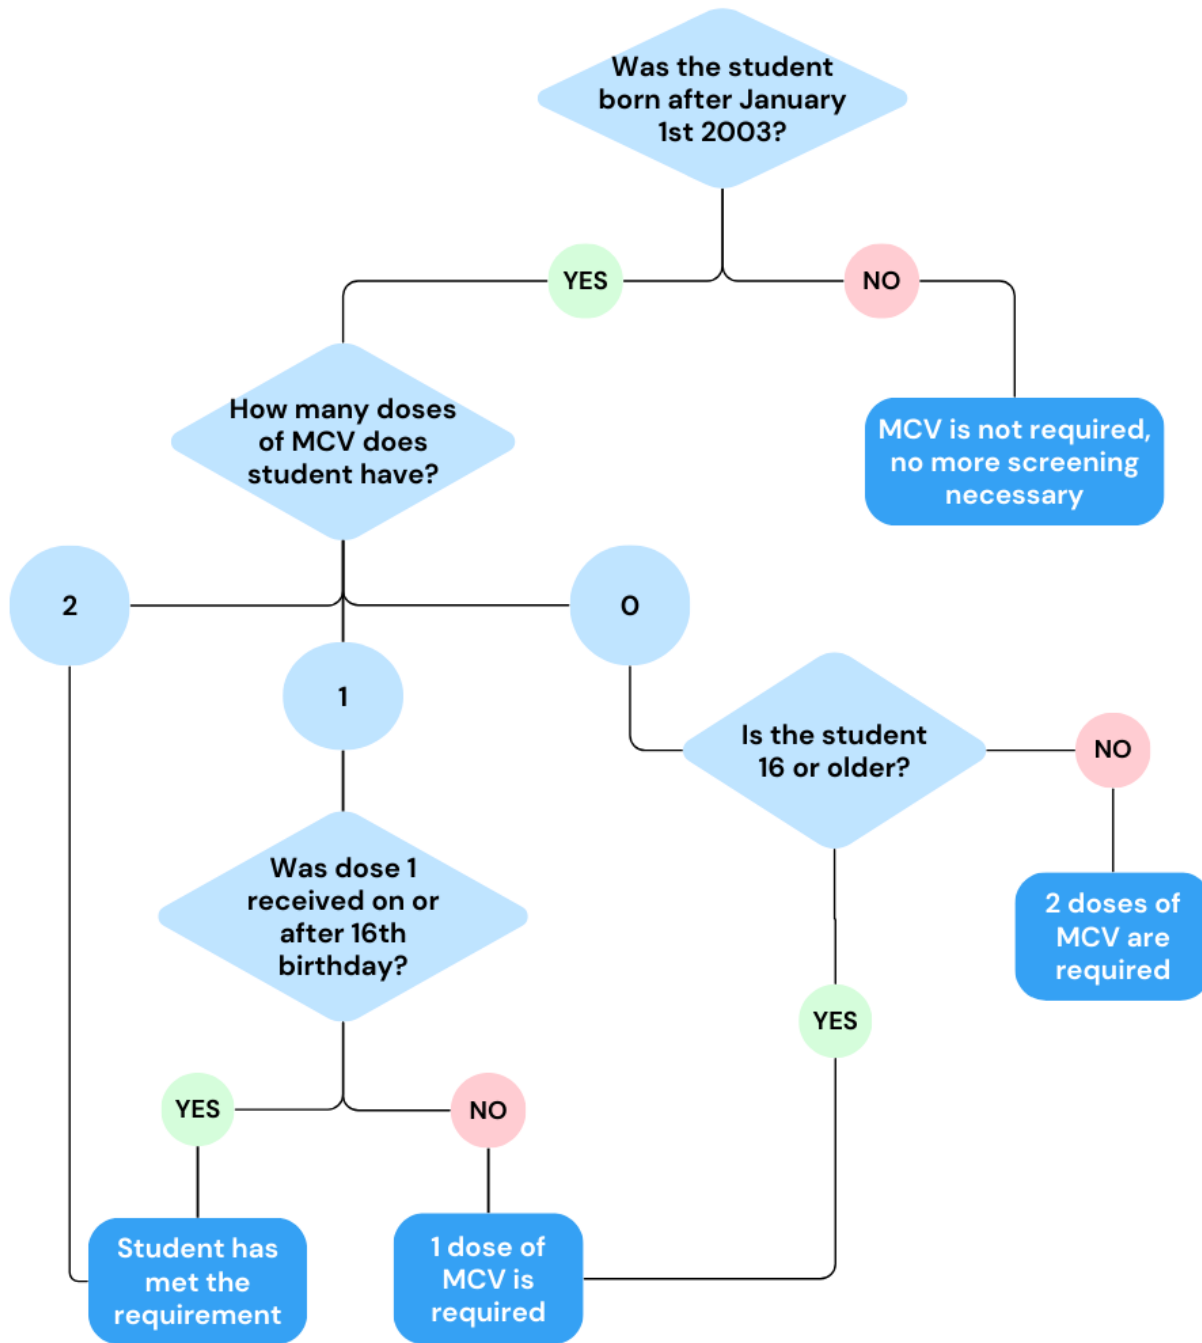 Was the student
born after January
1st 2003?
YES
NO
How many doses
of MCV does
student have?
MCV is not required,
no more screening
necessary
2
0
1
Is the student
16 or older?
NO
Was dose 1
received on or
after 16th
birthday?
2 doses of
MCV are
required
YES
YES
NO
Student has
met the
requirement
1 dose of
MCV is
required